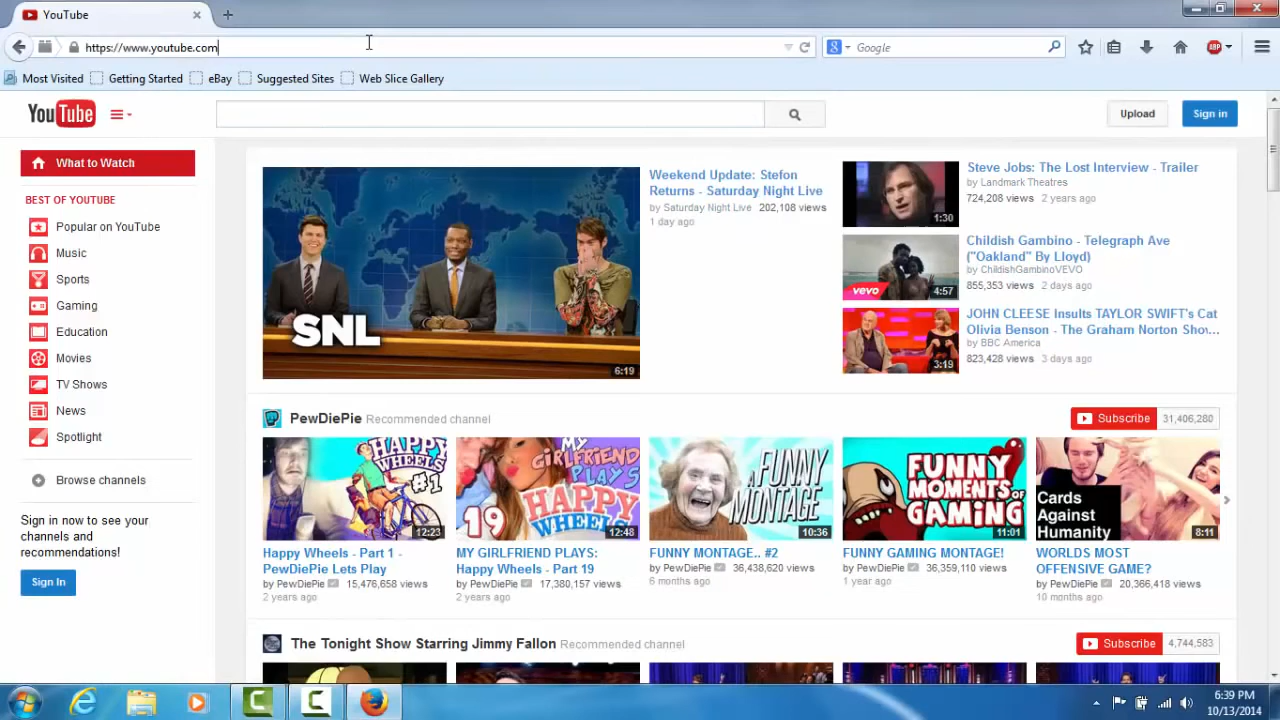 YouTube
https://www.youtube.com
Google
ABP
Most Visited Getting Started eBay Suggested Sites Web Slice Gallery
YouTube
Upload
Sign in
What to Watch
BEST OF YOUTUBE
Popular on YouTube
Music
Sports
Gaming
Education
Movies
TV Shows
News
Spotlight
Browse channels
Sign in now to see your
channels and
recommendations!
Sign In
SNL
6:19
Weekend Update: Stefon
Returns - Saturday Night Live
by Saturday Night Live 202,108 views
1 day ago
1:30
Steve Jobs: The Lost Interview - Trailer
by Landmark Theatres
724,208 views 2 years ago
vevo
4:57
Childish Gambino - Telegraph Ave
("Oakland" By Lloyd)
by ChildishGambinoVEVO
855,353 views 2 days ago
3:19
JOHN CLEESE Insults TAYLOR SWIFT's Cat
Olivia Benson - The Graham Norton Sho...
by BBC America
823,428 views 3 days ago
PewDiePie Recommended channel
Subscribe 31,406,280
HAPPY
WHEELS
#1
12:23
Happy Wheels - Part 1 -
PewDiePie Lets Play
by PewDiePie 15,476,658 views
2 years ago
MY
GIRLFRIEND
PLAYS
HAPPY
WHEELS
19
12:48
MY GIRLFRIEND PLAYS:
Happy Wheels - Part 19
by PewDiePie 17,380,157 views
2 years ago
A FUNNY
MONTAGE
10:36
FUNNY MONTAGE.. #2
by PewDiePie 36,438,620 views
6 months ago
FUNNY
MOMENTS
OF
GAMING
11:01
FUNNY GAMING MONTAGE!
by PewDiePie 36,359,110 views
1 year ago
Cards
Against
Humanity
8:11
WORLDS MOST
OFFENSIVE GAME?
by PewDiePie 20,366,418 views
10 months ago
The Tonight Show Starring Jimmy Fallon Recommended channel
Subscribe 4,744,583
6:39 PM
10/13/2014